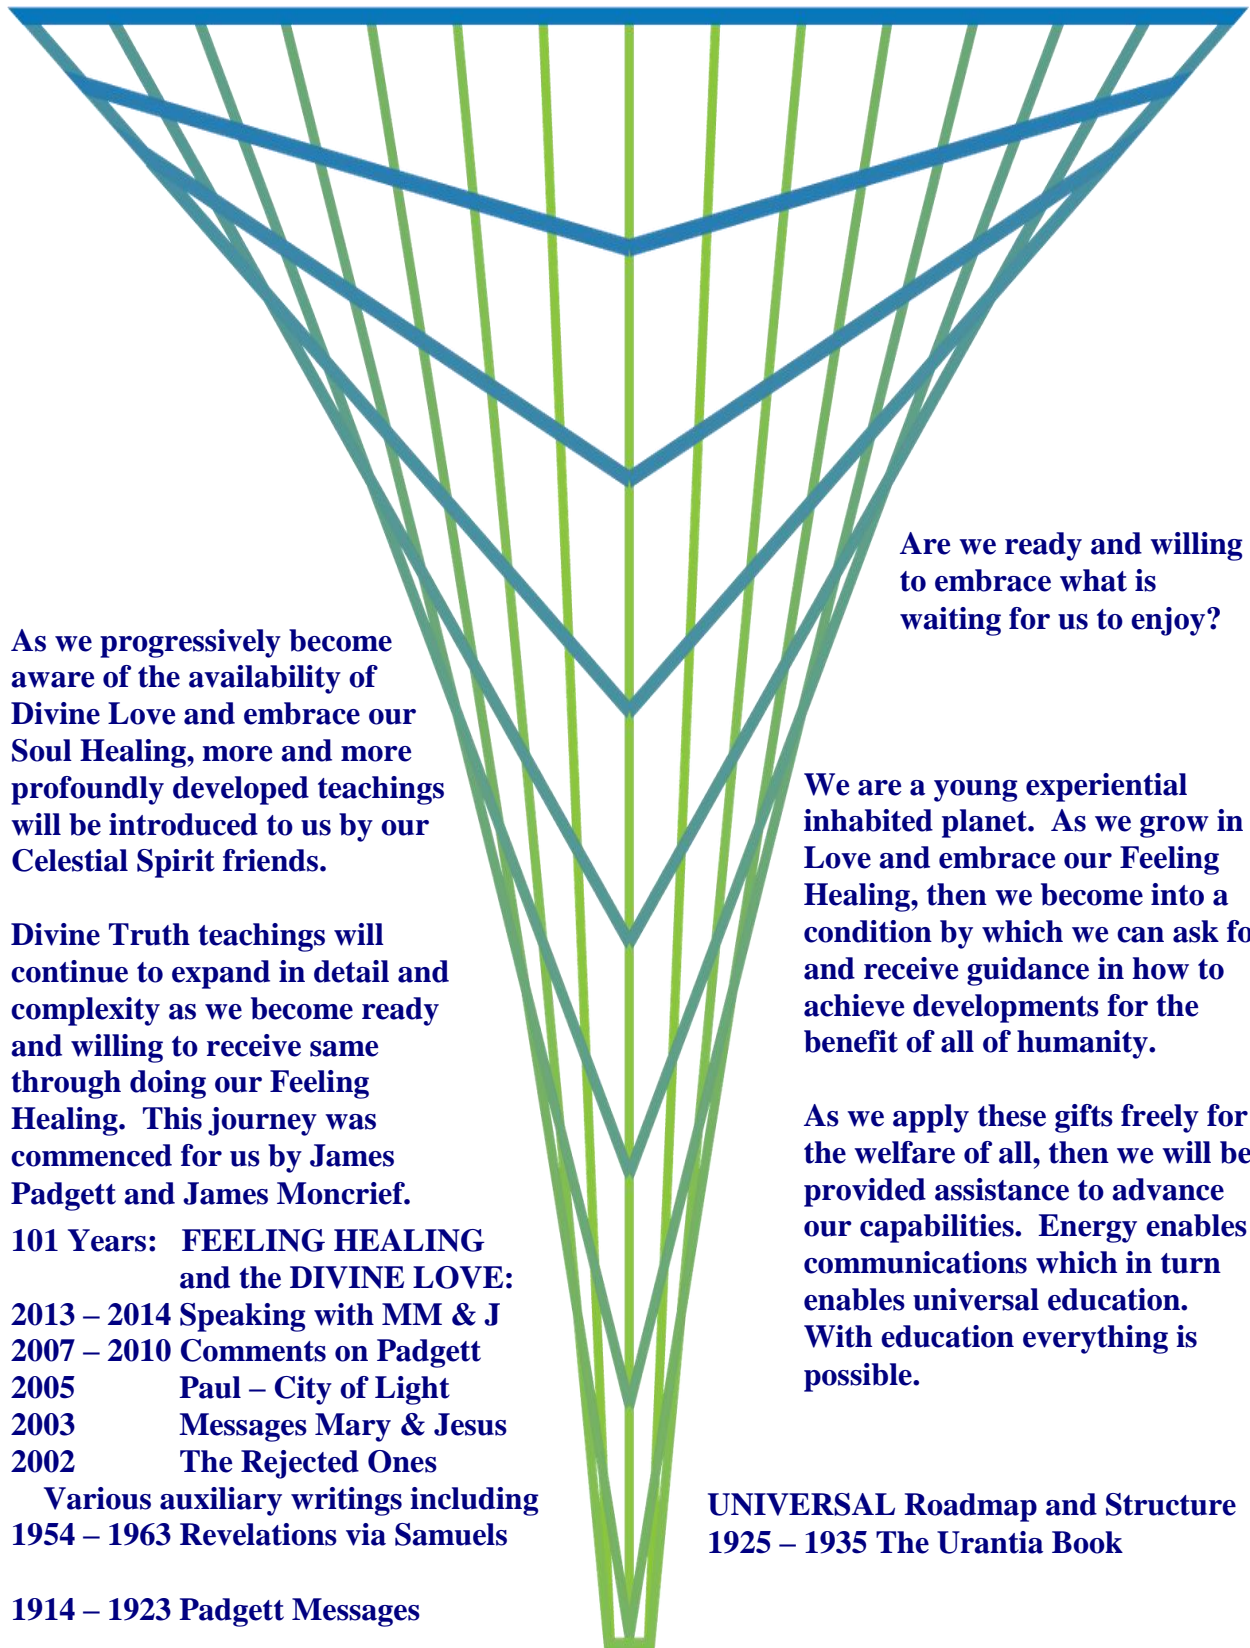 Are we ready and willing
to embrace what is
waiting for us to enjoy?
As we progressively become
aware of the availability of
Divine Love and embrace our
Soul Healing, more and more
profoundly developed teachings
will be introduced to us by our
Celestial Spirit friends.
Divine Truth teachings will
continue to expand in detail and
complexity as we become ready
and willing to receive same
through doing our Feeling
Healing.  This journey was
commenced for us by James
Padgett and James Moncrief.
101 Years:   FEELING HEALING
and the DIVINE LOVE:
2013 – 2014 Speaking with MM & J
2007 – 2010 Comments on Padgett
2005 Paul – City of Light
2003 Messages Mary & Jesus
2002 The Rejected Ones
Various auxiliary writings including
1954 – 1963 Revelations via Samuels
1914 – 1923 Padgett Messages
We are a young experiential
inhabited planet.  As we grow in
Love and embrace our Feeling
Healing, then we become into a
condition by which we can ask fo
and receive guidance in how to
achieve developments for the
benefit of all of humanity.
As we apply these gifts freely for
the welfare of all, then we will be
provided assistance to advance
our capabilities.  Energy enables
communications which in turn
enables universal education.
With education everything is
possible.
UNIVERSAL Roadmap and Structure
1925 – 1935 The Urantia Book